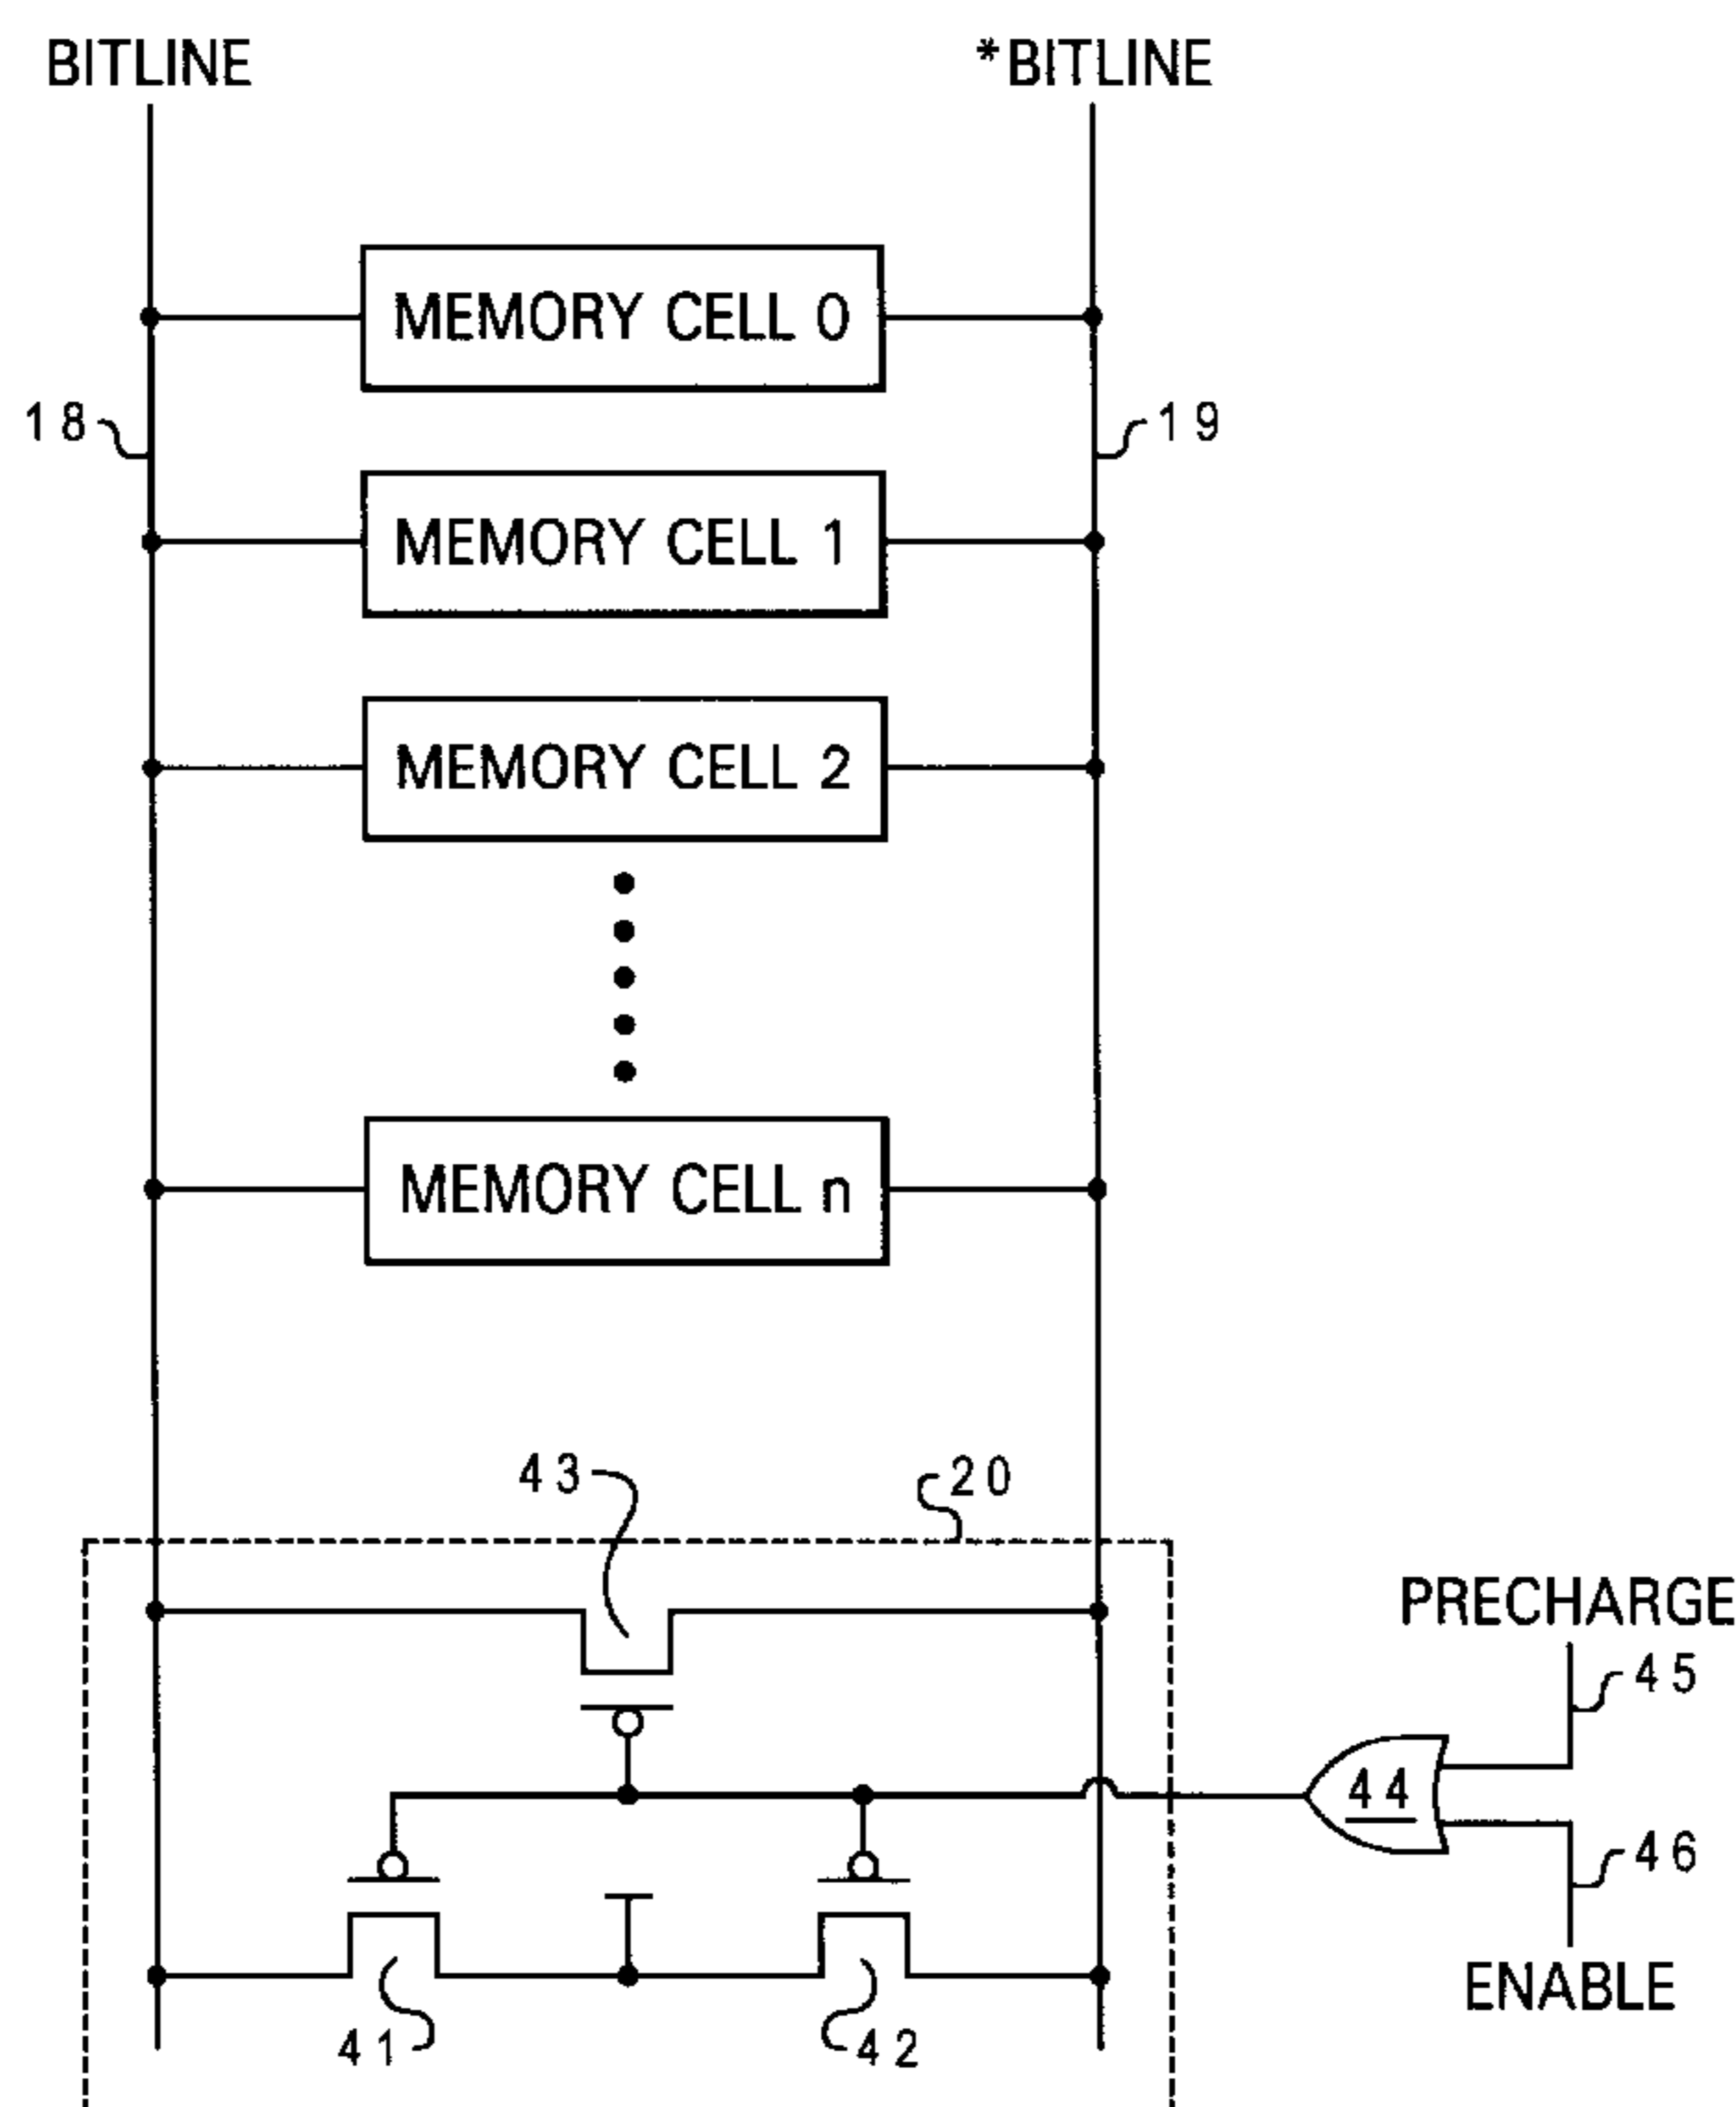 BITLINE
*BITLINE
MEMORY CELL 0
18
19
MEMORY CELL 1
MEMORY CELL 2
MEMORY CELL n
43
20
PRECHARGE
45
44
46
ENABLE
41
42